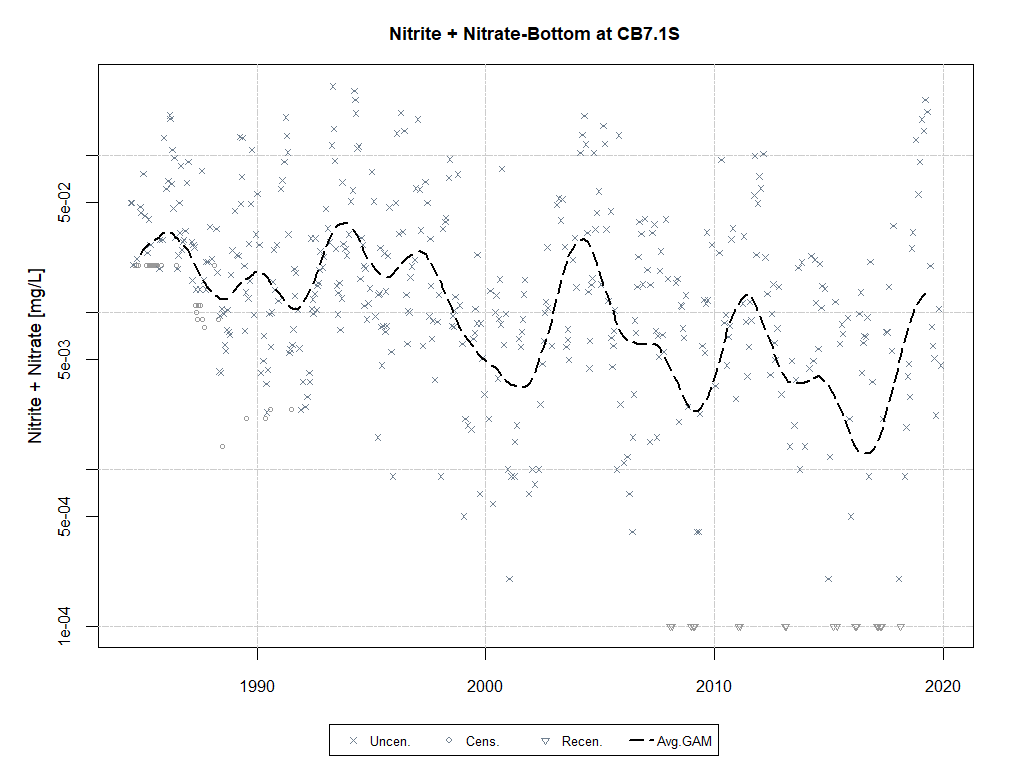 Nitrite + Nitrate-Bottom at CB7.1S
Nitrite + Nitrate [mg/L]
5e-02
5e-03
5e-04
1e-04
1990 2000 2010 2020
Uncen. Cens. Recen. Avg.GAM